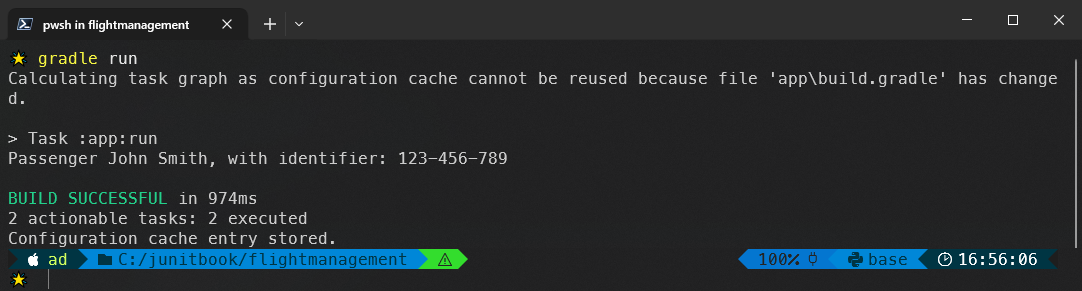 pwsh in flightmanagement
gradle run
Calculating task graph as configuration cache cannot be reused because file 'app\build.gradle' has change
d.
> Task :app:run
Passenger John Smith, with identifier: 123-456-789
BUILD SUCCESSFUL in 974ms
2 actionable tasks: 2 executed
Configuration cache entry stored.
ad C:/junitbook/flightmanagement 100% base 16:56:06